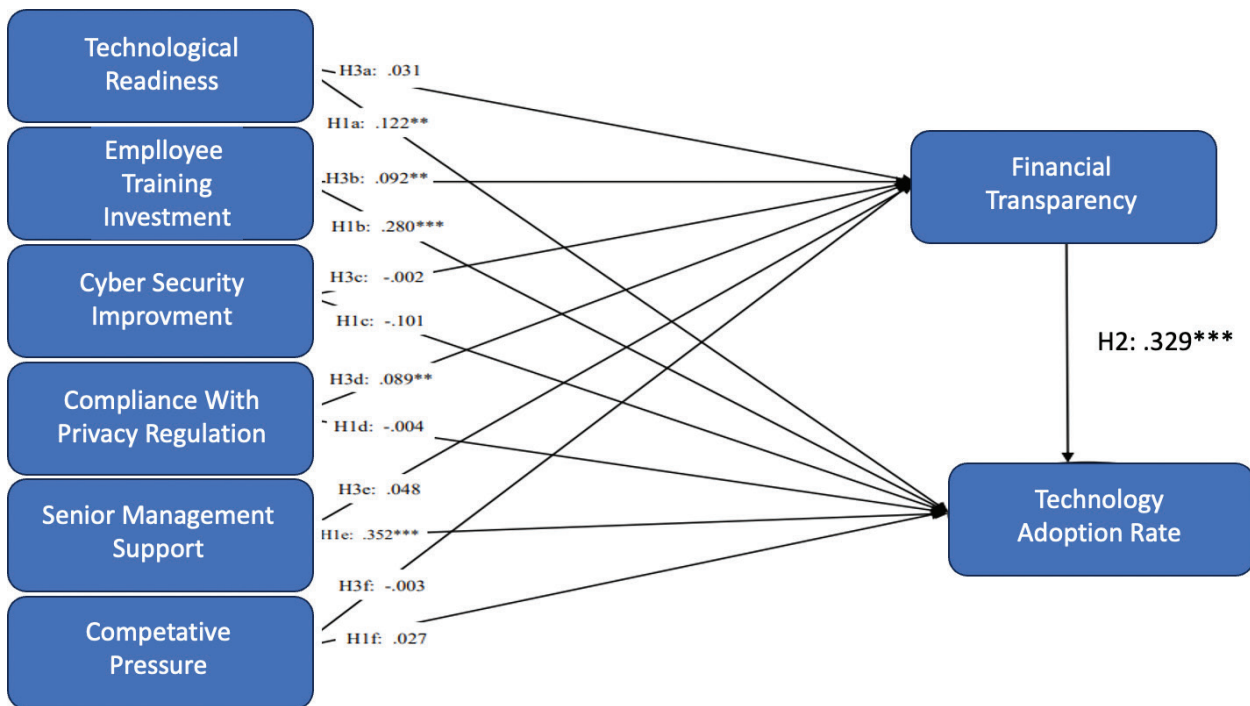 Technological
Readiness
H3a: .031
H1a: .122**
Emplloyee
Training
Investment
H3b: .092**
H1b: .280***
Cyber Security
Improvment
H3c: -.002
H1c: -.101
Compliance With
Privacy Regulation
H3d: .089**
H1d: -.004
Senior Management
Support
H3e: .048
H1e: .352***
Competative
Pressure
H3f: -.003
H1f: .027
Financial
Transparency
H2: .329***
Technology
Adoption Rate